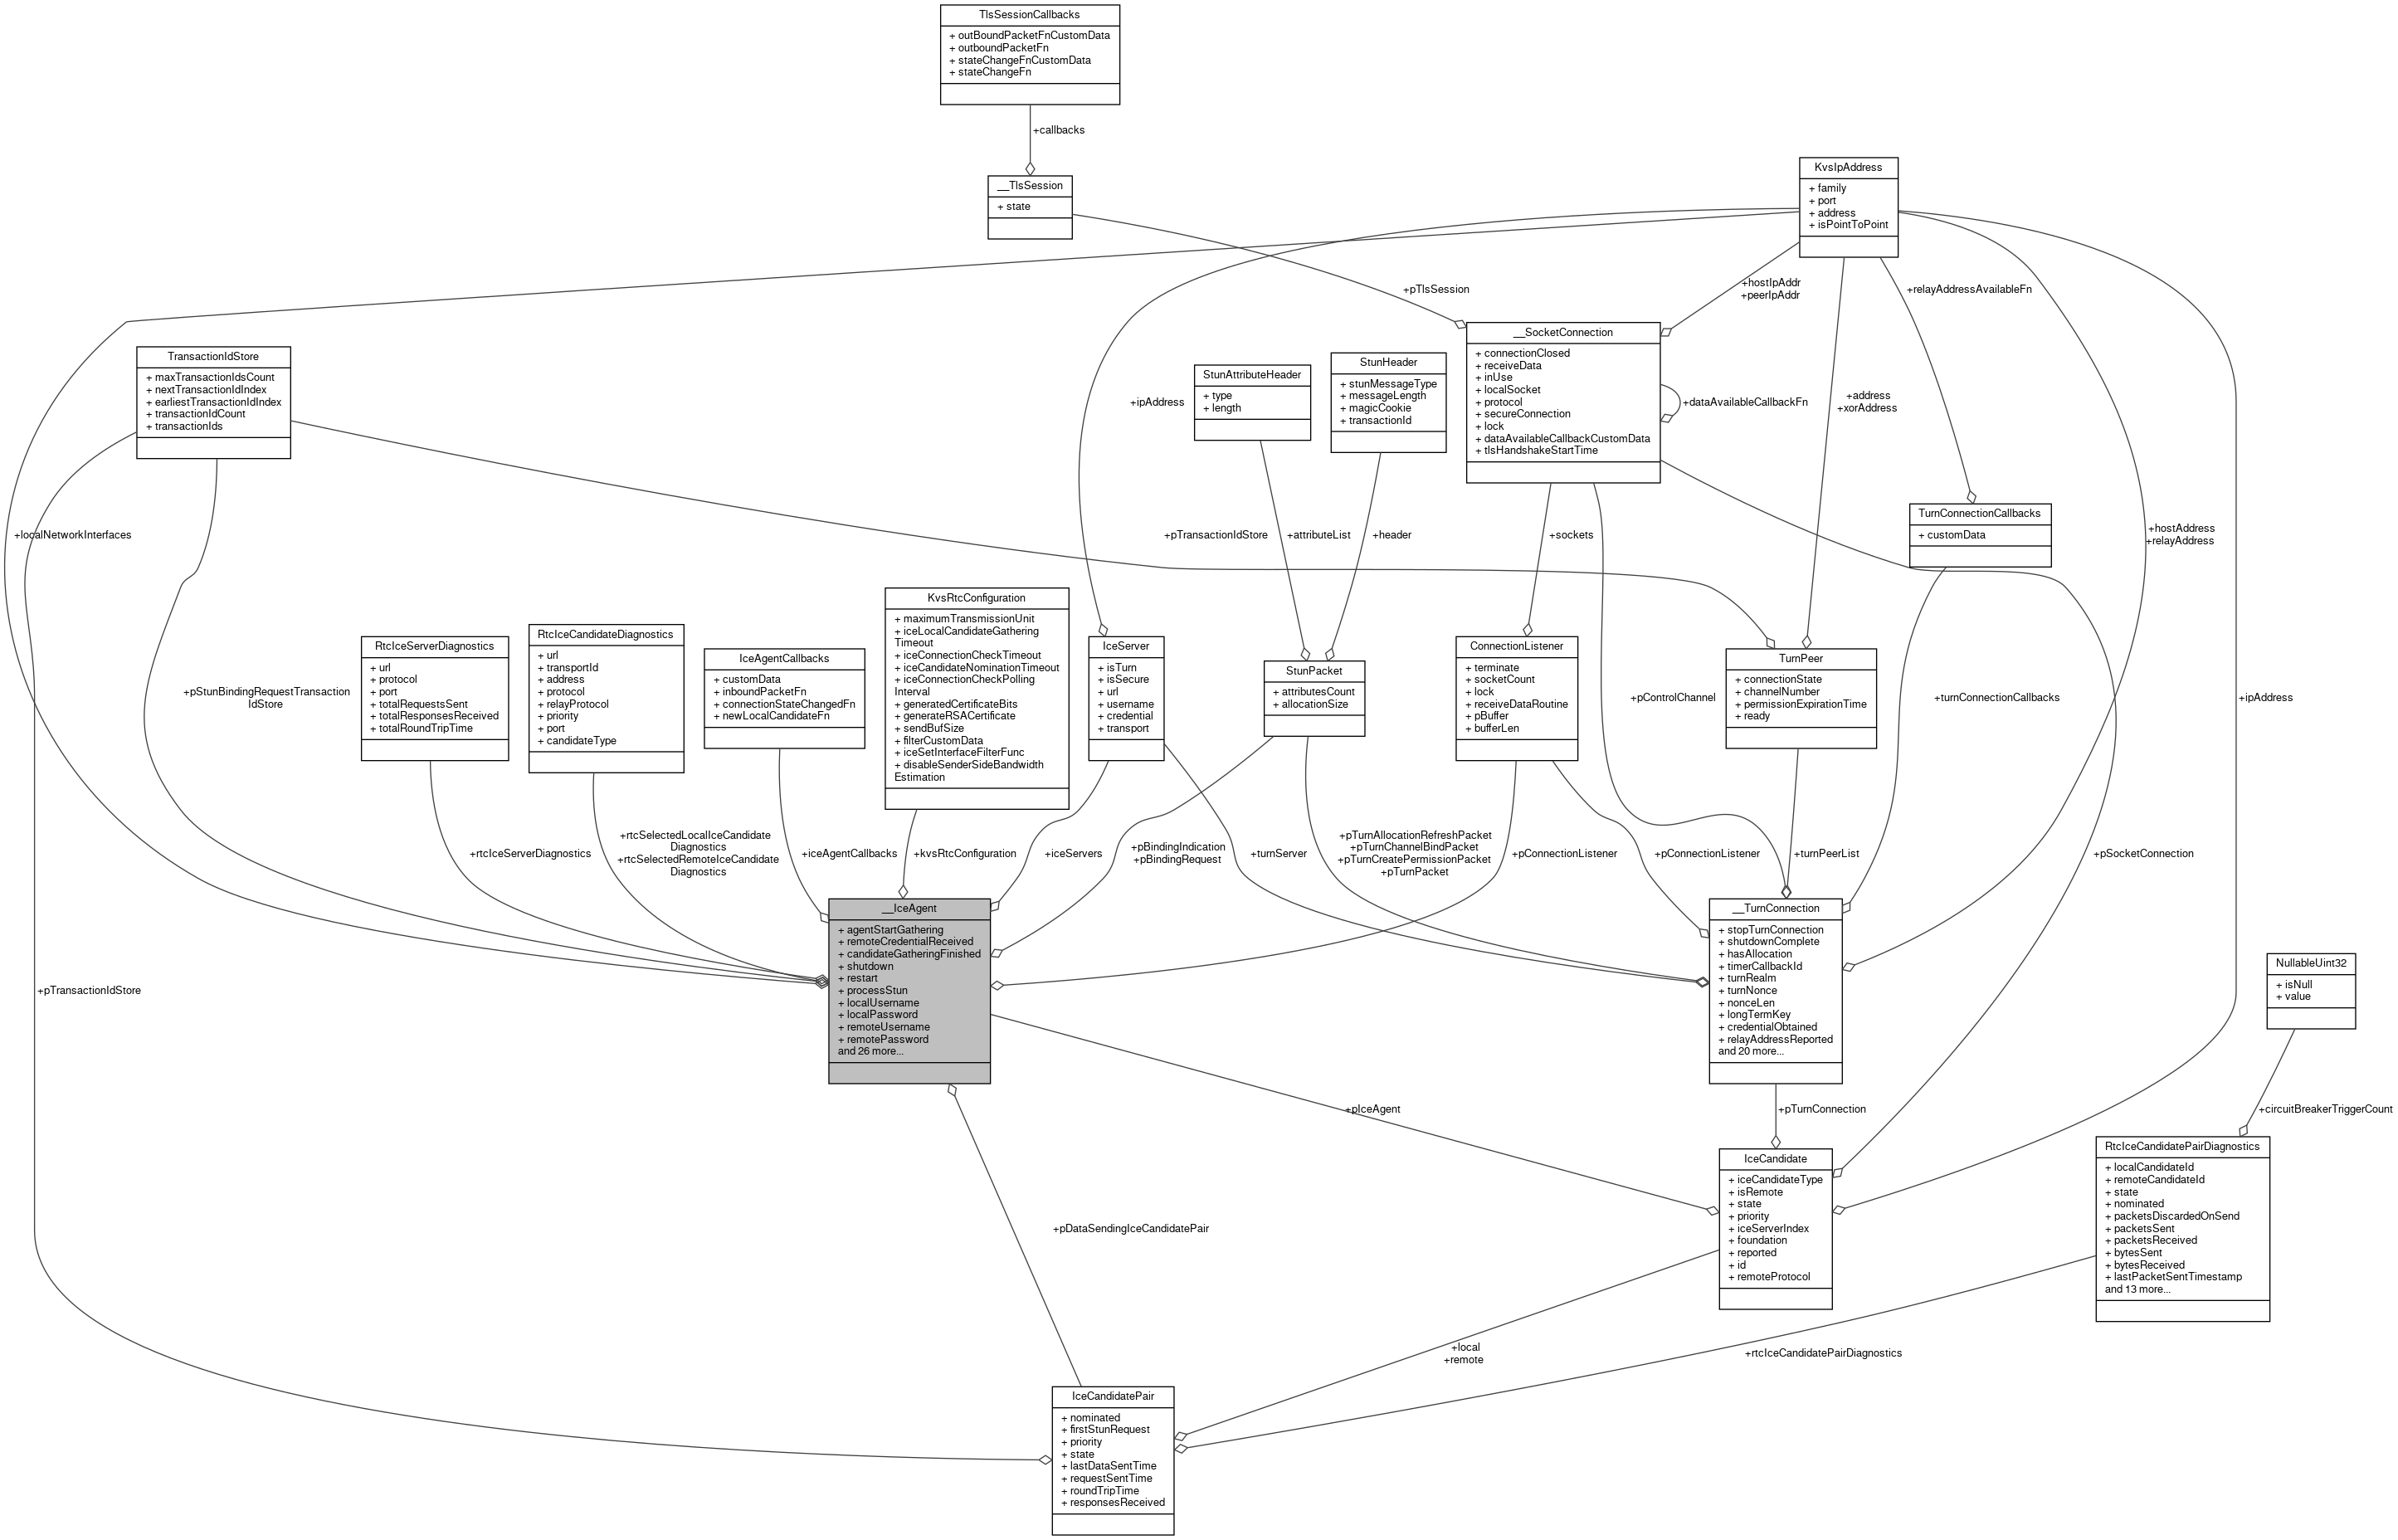 TlsSessionCallbacks
+ outBoundPacketFnCustomData
+ outboundPacketFn
+ stateChangeFnCustomData
+ stateChangeFn
+callbacks
__TlsSession
+ state
KvsIpAddress
+ family
+ port
+ address
+ isPointToPoint
+pTlsSession
+hostIpAddr
+peerIpAddr
+relayAddressAvailableFn
__SocketConnection
+ connectionClosed
+ receiveData
+ inUse
+ localSocket
+ protocol
+ secureConnection
+ lock
+ dataAvailableCallbackCustomData
+ tlsHandshakeStartTime
+dataAvailableCallbackFn
TransactionIdStore
+ maxTransactionIdsCount
+ nextTransactionIdIndex
+ earliestTransactionIdIndex
+ transactionIdCount
+ transactionIds
StunAttributeHeader
+ type
+ length
StunHeader
+ stunMessageType
+ messageLength
+ magicCookie
+ transactionId
+ipAddress
+address
+xorAddress
TurnConnectionCallbacks
+ customData
+localNetworkInterfaces
+pTransactionIdStore
+attributeList
+header
+sockets
+hostAddress
+relayAddress
RtcIceServerDiagnostics
+ url
+ protocol
+ port
+ totalRequestsSent
+ totalResponsesReceived
+ totalRoundTripTime
RtcIceCandidateDiagnostics
+ url
+ transportId
+ address
+ protocol
+ relayProtocol
+ priority
+ port
+ candidateType
IceAgentCallbacks
+ customData
+ inboundPacketFn
+ connectionStateChangedFn
+ newLocalCandidateFn
KvsRtcConfiguration
+ maximumTransmissionUnit
+ iceLocalCandidateGathering
Timeout
+ iceConnectionCheckTimeout
+ iceCandidateNominationTimeout
+ iceConnectionCheckPolling
Interval
+ generatedCertificateBits
+ generateRSACertificate
+ sendBufSize
+ filterCustomData
+ iceSetInterfaceFilterFunc
+ disableSenderSideBandwidth
Estimation
IceServer
+ isTurn
+ isSecure
+ url
+ username
+ credential
+ transport
StunPacket
+ attributesCount
+ allocationSize
ConnectionListener
+ terminate
+ socketCount
+ lock
+ receiveDataRoutine
+ pBuffer
+ bufferLen
TurnPeer
+ connectionState
+ channelNumber
+ permissionExpirationTime
+ ready
+pStunBindingRequestTransaction
IdStore
+pControlChannel
+turnConnectionCallbacks
+ipAddress
+rtcIceServerDiagnostics
+rtcSelectedLocalIceCandidate
Diagnostics
+rtcSelectedRemoteIceCandidate
Diagnostics
+iceAgentCallbacks
+kvsRtcConfiguration
+iceServers
+pBindingIndication
+pBindingRequest
+turnServer
+pTurnAllocationRefreshPacket
+pTurnChannelBindPacket
+pTurnCreatePermissionPacket
+pTurnPacket
+pConnectionListener
+pConnectionListener
+turnPeerList
+pSocketConnection
__IceAgent
+ agentStartGathering
+ remoteCredentialReceived
+ candidateGatheringFinished
+ shutdown
+ restart
+ processStun
+ localUsername
+ localPassword
+ remoteUsername
+ remotePassword
and 26 more...
__TurnConnection
+ stopTurnConnection
+ shutdownComplete
+ hasAllocation
+ timerCallbackId
+ turnRealm
+ turnNonce
+ nonceLen
+ longTermKey
+ credentialObtained
+ relayAddressReported
and 20 more...
NullableUint32
+ isNull
+ value
+pTransactionIdStore
+pIceAgent
+pTurnConnection
+circuitBreakerTriggerCount
IceCandidate
+ iceCandidateType
+ isRemote
+ state
+ priority
+ iceServerIndex
+ foundation
+ reported
+ id
+ remoteProtocol
RtcIceCandidatePairDiagnostics
+ localCandidateId
+ remoteCandidateId
+ state
+ nominated
+ packetsDiscardedOnSend
+ packetsSent
+ packetsReceived
+ bytesSent
+ bytesReceived
+ lastPacketSentTimestamp
and 13 more...
+pDataSendingIceCandidatePair
+local
+remote
+rtcIceCandidatePairDiagnostics
IceCandidatePair
+ nominated
+ firstStunRequest
+ priority
+ state
+ lastDataSentTime
+ requestSentTime
+ roundTripTime
+ responsesReceived